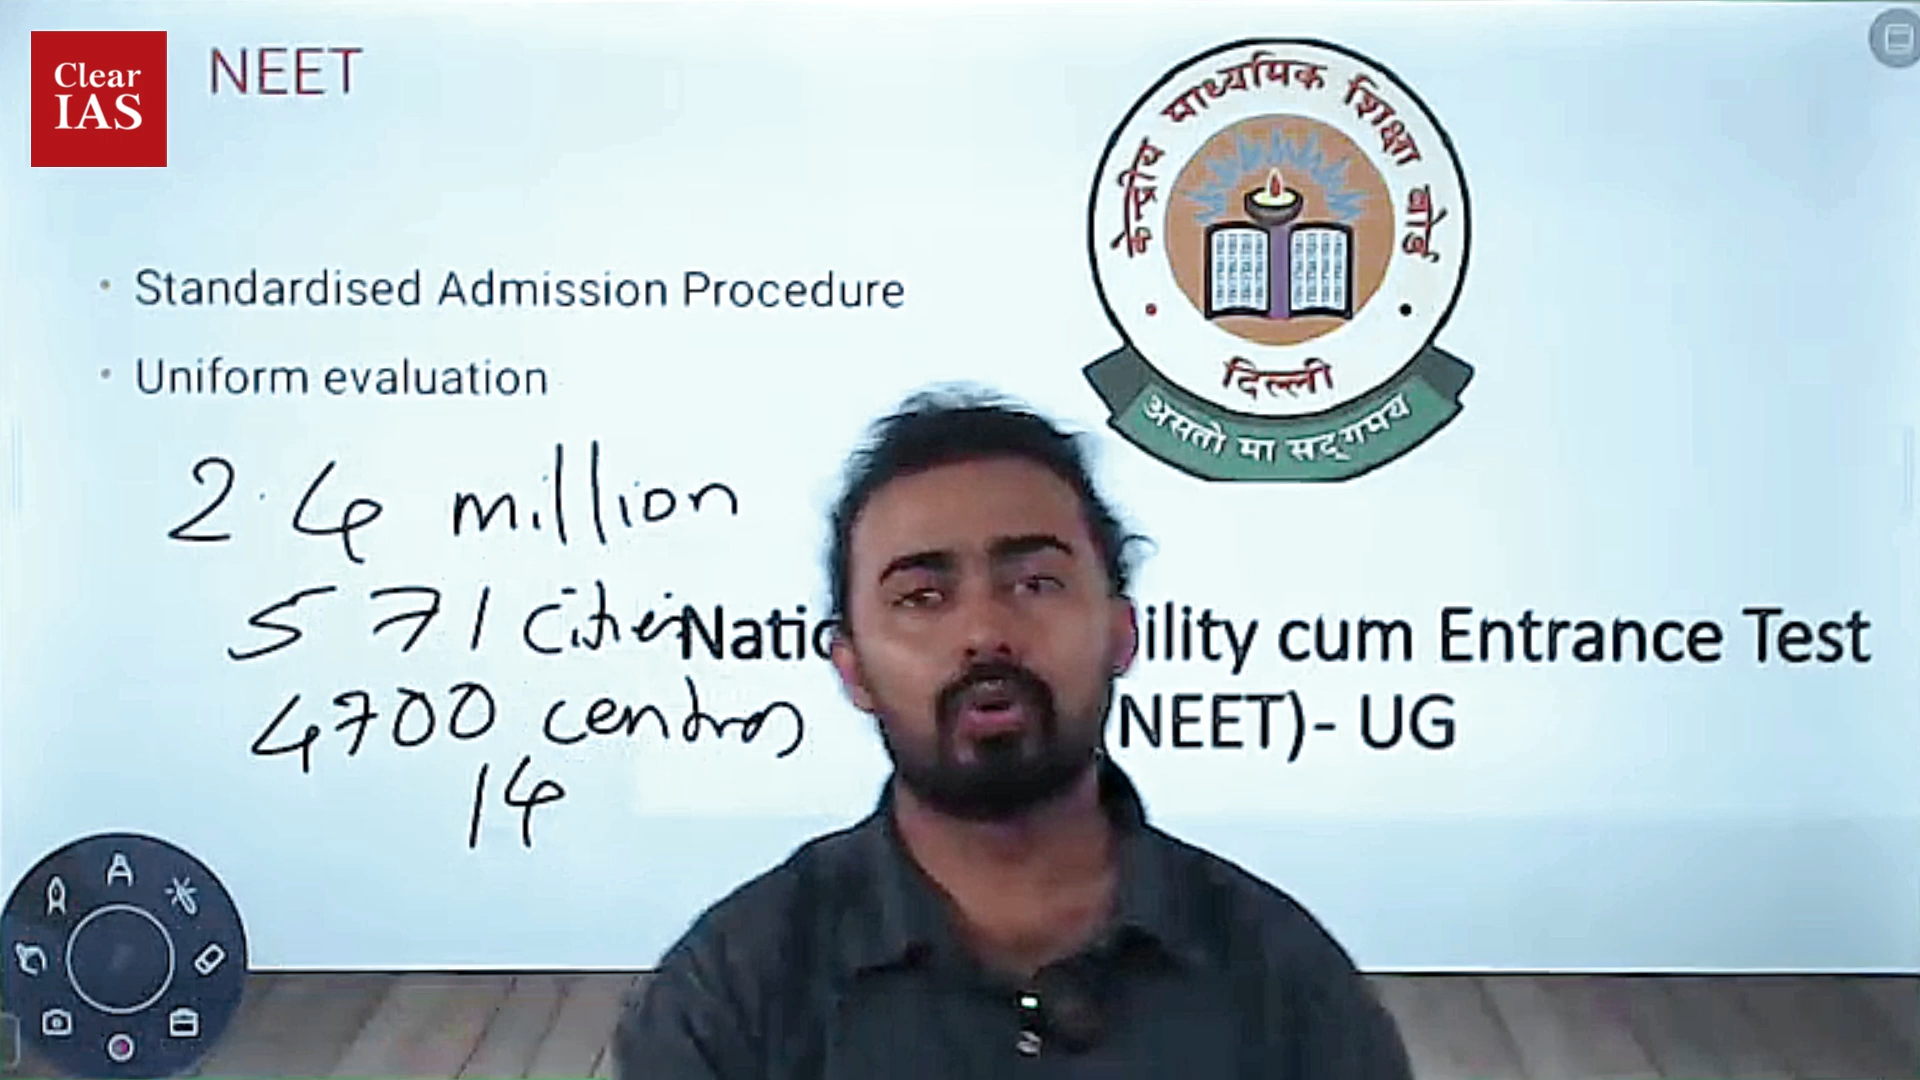 Clear
IAS
NEET
केन्द्रीय माध्यमिक शिक्षा बोर्ड
दिल्ली
असतो मा सद्गमय
Standardised Admission Procedure
Uniform evaluation
2.4 million
571 cities
4700 centres
14
ility cum Entrance Test
(NEET)- UG